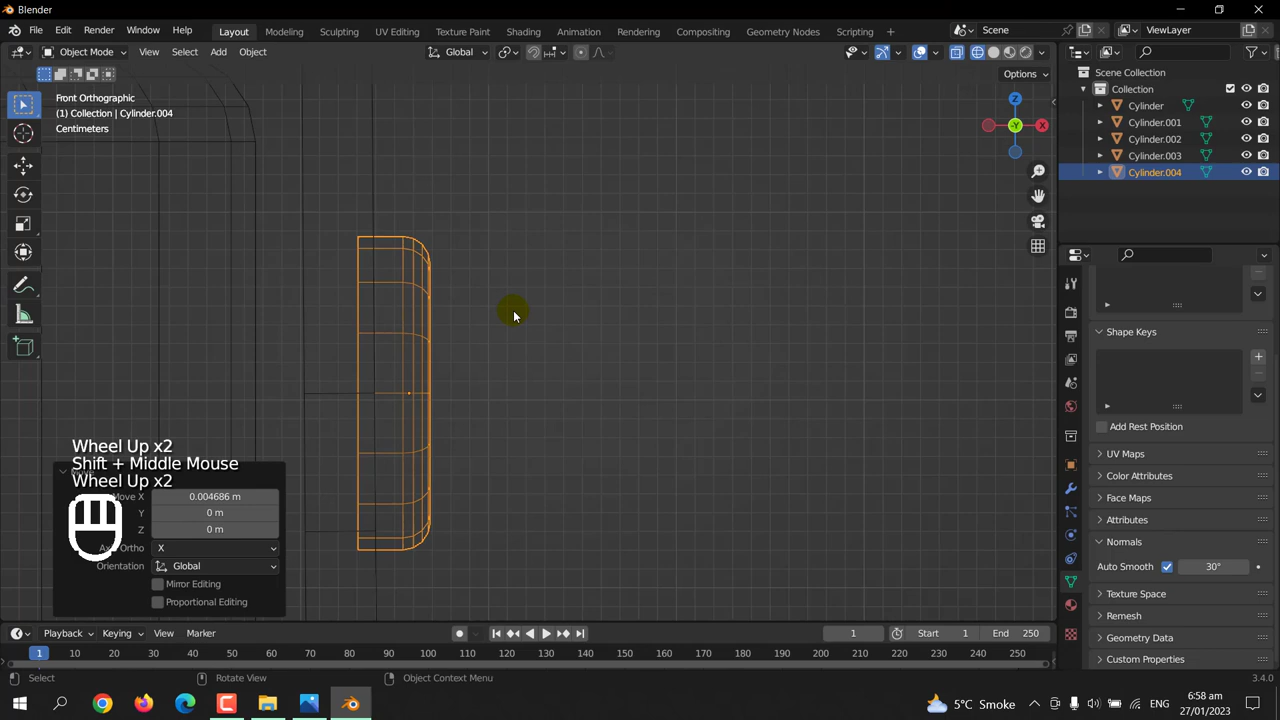 Blender
File Edit Render Window Help Layout Modeling Sculpting UV Editing Texture Paint Shading Animation Rendering Compositing Geometry Nodes Scripting + Scene ViewLayer
Object Mode View Select Add Object Global
Options
Front Orthographic
(1) Collection | Cylinder.004
Centimeters
Z
-Y
X
Scene Collection
Collection
Cylinder
Cylinder.001
Cylinder.002
Cylinder.003
Cylinder.004
Shape Keys
Add Rest Position
UV Maps
Color Attributes
Face Maps
Attributes
Normals
Auto Smooth 30°
Texture Space
Remesh
Geometry Data
Custom Properties
Wheel Up x2
Shift + Middle Mouse
Wheel Up x2
Move X 0.004686 m
Y 0 m
Z 0 m
Ortho X
Orientation Global
Mirror Editing
Proportional Editing
Playback Keying View Marker 1 Start 1 End 250
1 10 20 30 40 50 60 70 80 90 100 110 120 130 140 150 160 170 180 190 200 210 220 230 240 250
Select Rotate View Object Context Menu 3.4.0
5°C Smoke ENG 6:58 am
27/01/2023